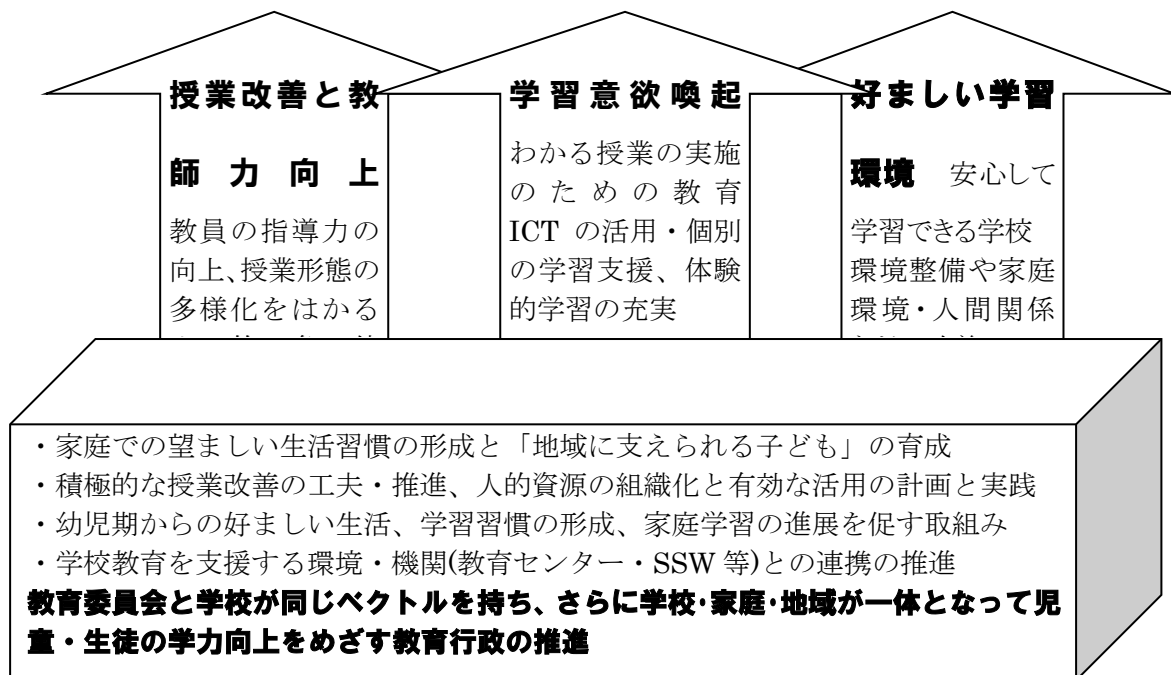 授業改善と教
師力向上
教員の指導力の
向上、授業形態の
多様化をはかる
学習意欲喚起
わかる授業の実施
のための教育
ICT の活用・個別
の学習支援、体験
的学習の充実
好ましい学習
環境 安心して
学習できる学校
環境整備や家庭
環境・人間関係
・家庭での望ましい生活習慣の形成と「地域に支えられる子ども」の育成
・積極的な授業改善の工夫・推進、人的資源の組織化と有効な活用の計画と実践
・幼児期からの好ましい生活、学習習慣の形成、家庭学習の進展を促す取組み
・学校教育を支援する環境・機関(教育センター・SSW 等)との連携の推進
教育委員会と学校が同じベクトルを持ち、さらに学校・家庭・地域が一体となって児
童・生徒の学力向上をめざす教育行政の推進